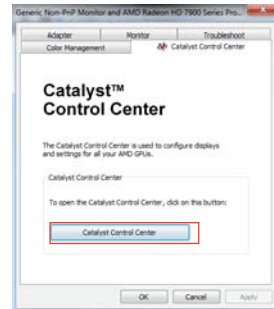 Generic Non-PnP Monitor and AMD Radeon HD 7900 Series Pro...
Adapter Monitor Troubleshoot
Color Management Catalyst Control Center
Catalyst™
Control Center
The Catalyst Control Center is used to configure displays
and settings for all your AMD GPUs.
Catalyst Control Center
To open the Catalyst Control Center, click on this button:
Catalyst Control Center
OK Cancel Apply